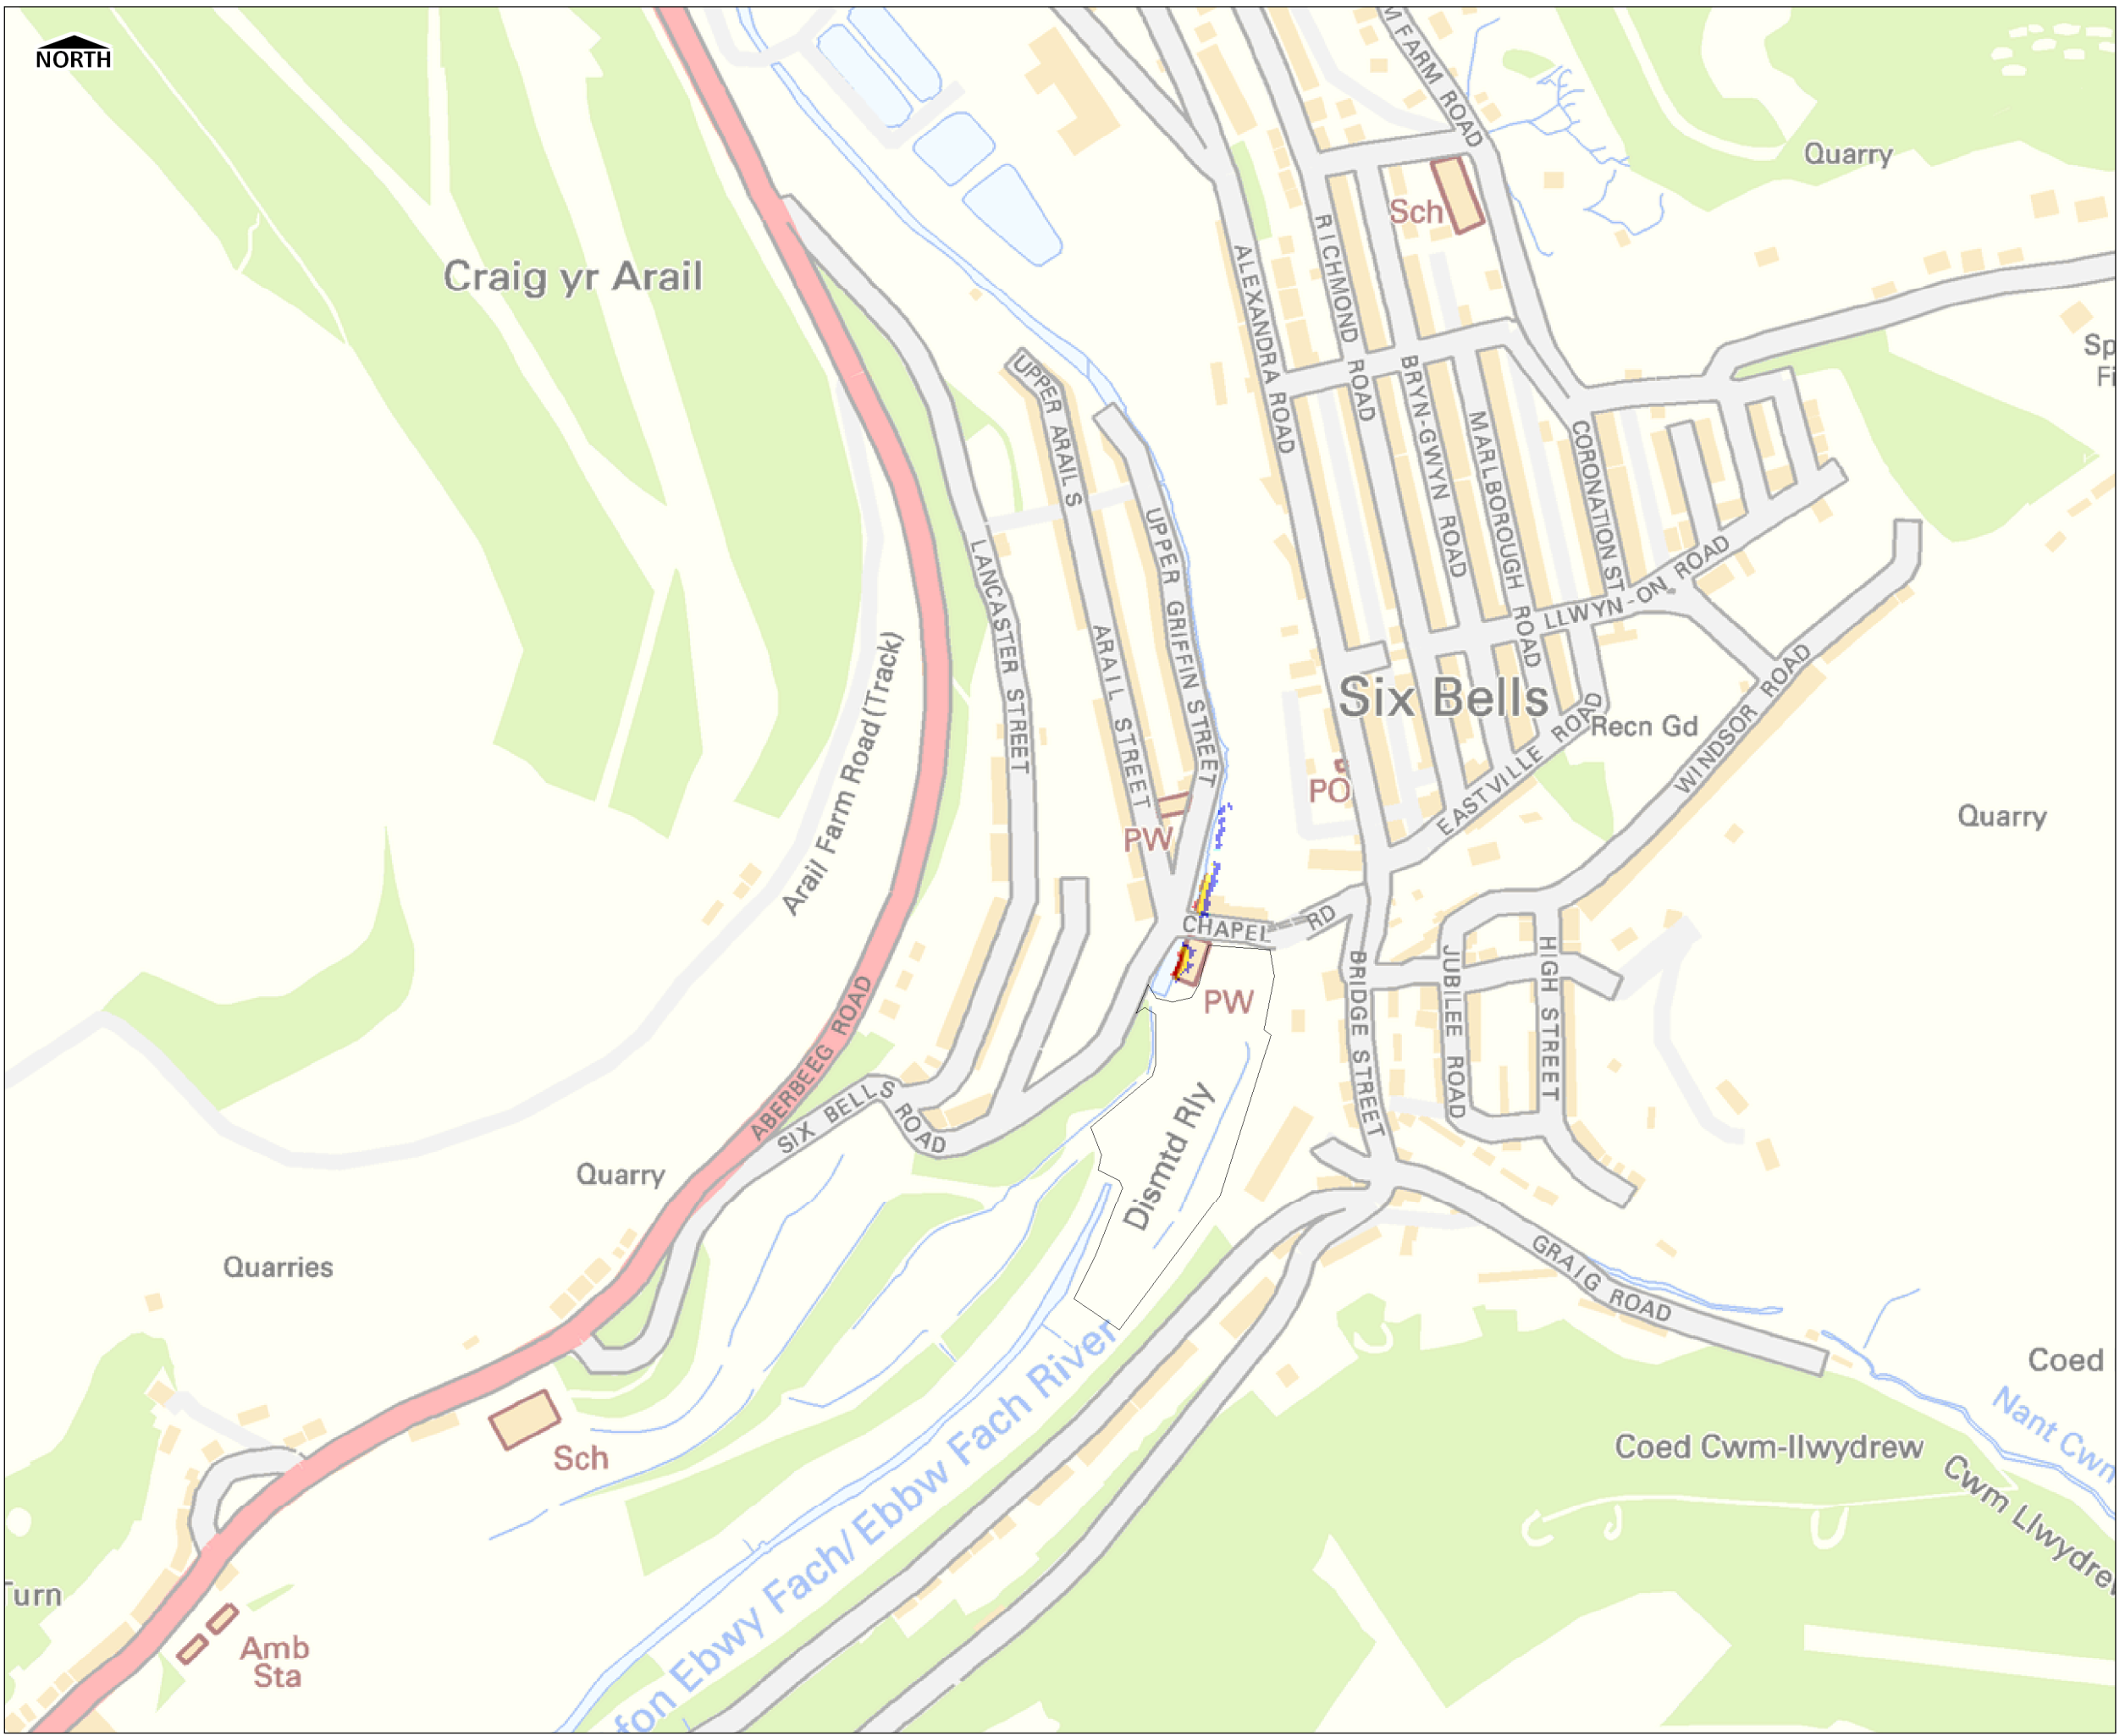 NORTH
M FARM ROAD
Quarry
Sch
Craig yr Arail
ALEXANDRA ROAD
RICHMOND ROAD
Sp
Fi
UPPER ARAIL S
BRYN-GWYN ROAD
MARLBOROUGH ROAD
CORONATION ST
UPPER GRIFFIN STREET
LANCASTER STREET
LLWYN-ON ROAD
ARAIL STREET
Arail Farm Road (Track)
Six Bells
Recn Gd
WINDSOR ROAD
EASTVILLE ROAD
PO
Quarry
PW
CHAPEL RD
PW
BRIDGE STREET
JUBILEE ROAD
HIGH STREET
ABERBEEG ROAD
SIX BELLS ROAD
Dismtd Rly
Quarry
Quarries
GRAIG ROAD
Coed
Nant Cwm
Coed Cwm-llwydrew
Cwm Llwydre
Sch
fon Ebwy Fach/ Ebbw Fach River
Turn
Amb
Sta